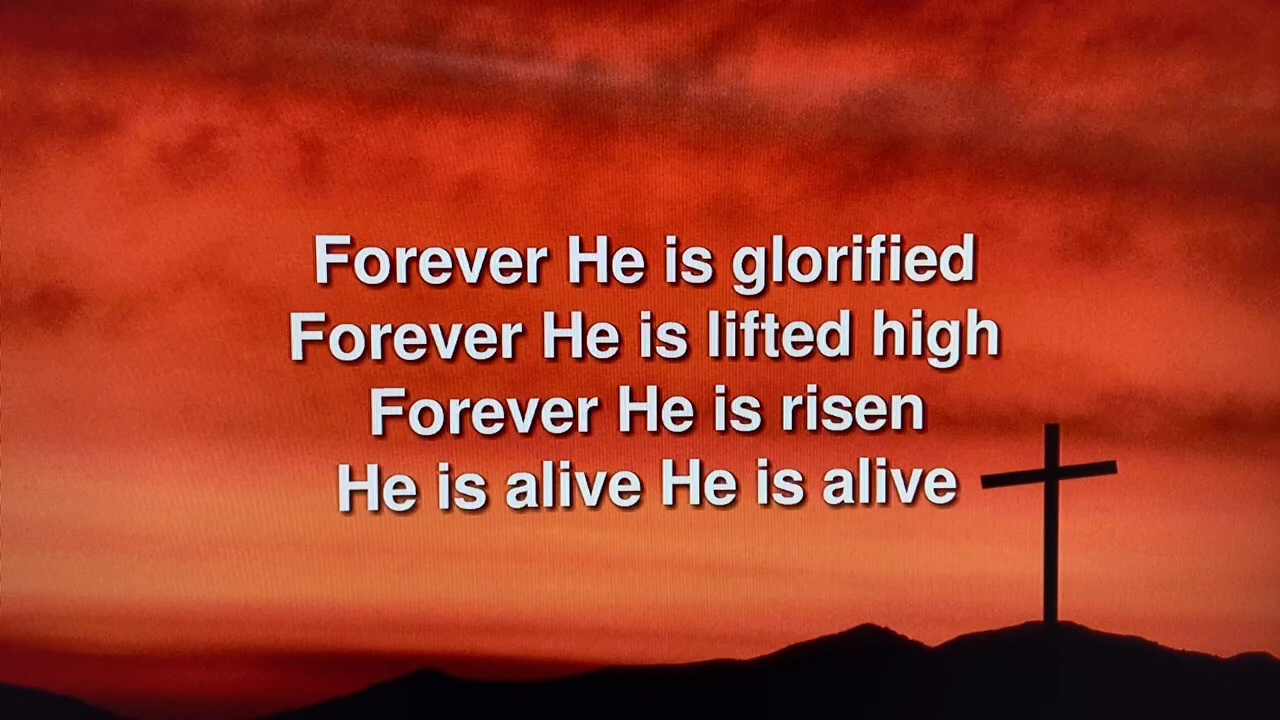 Forever He is glorified
Forever He is lifted high
Forever He is risen
He is alive He is alive